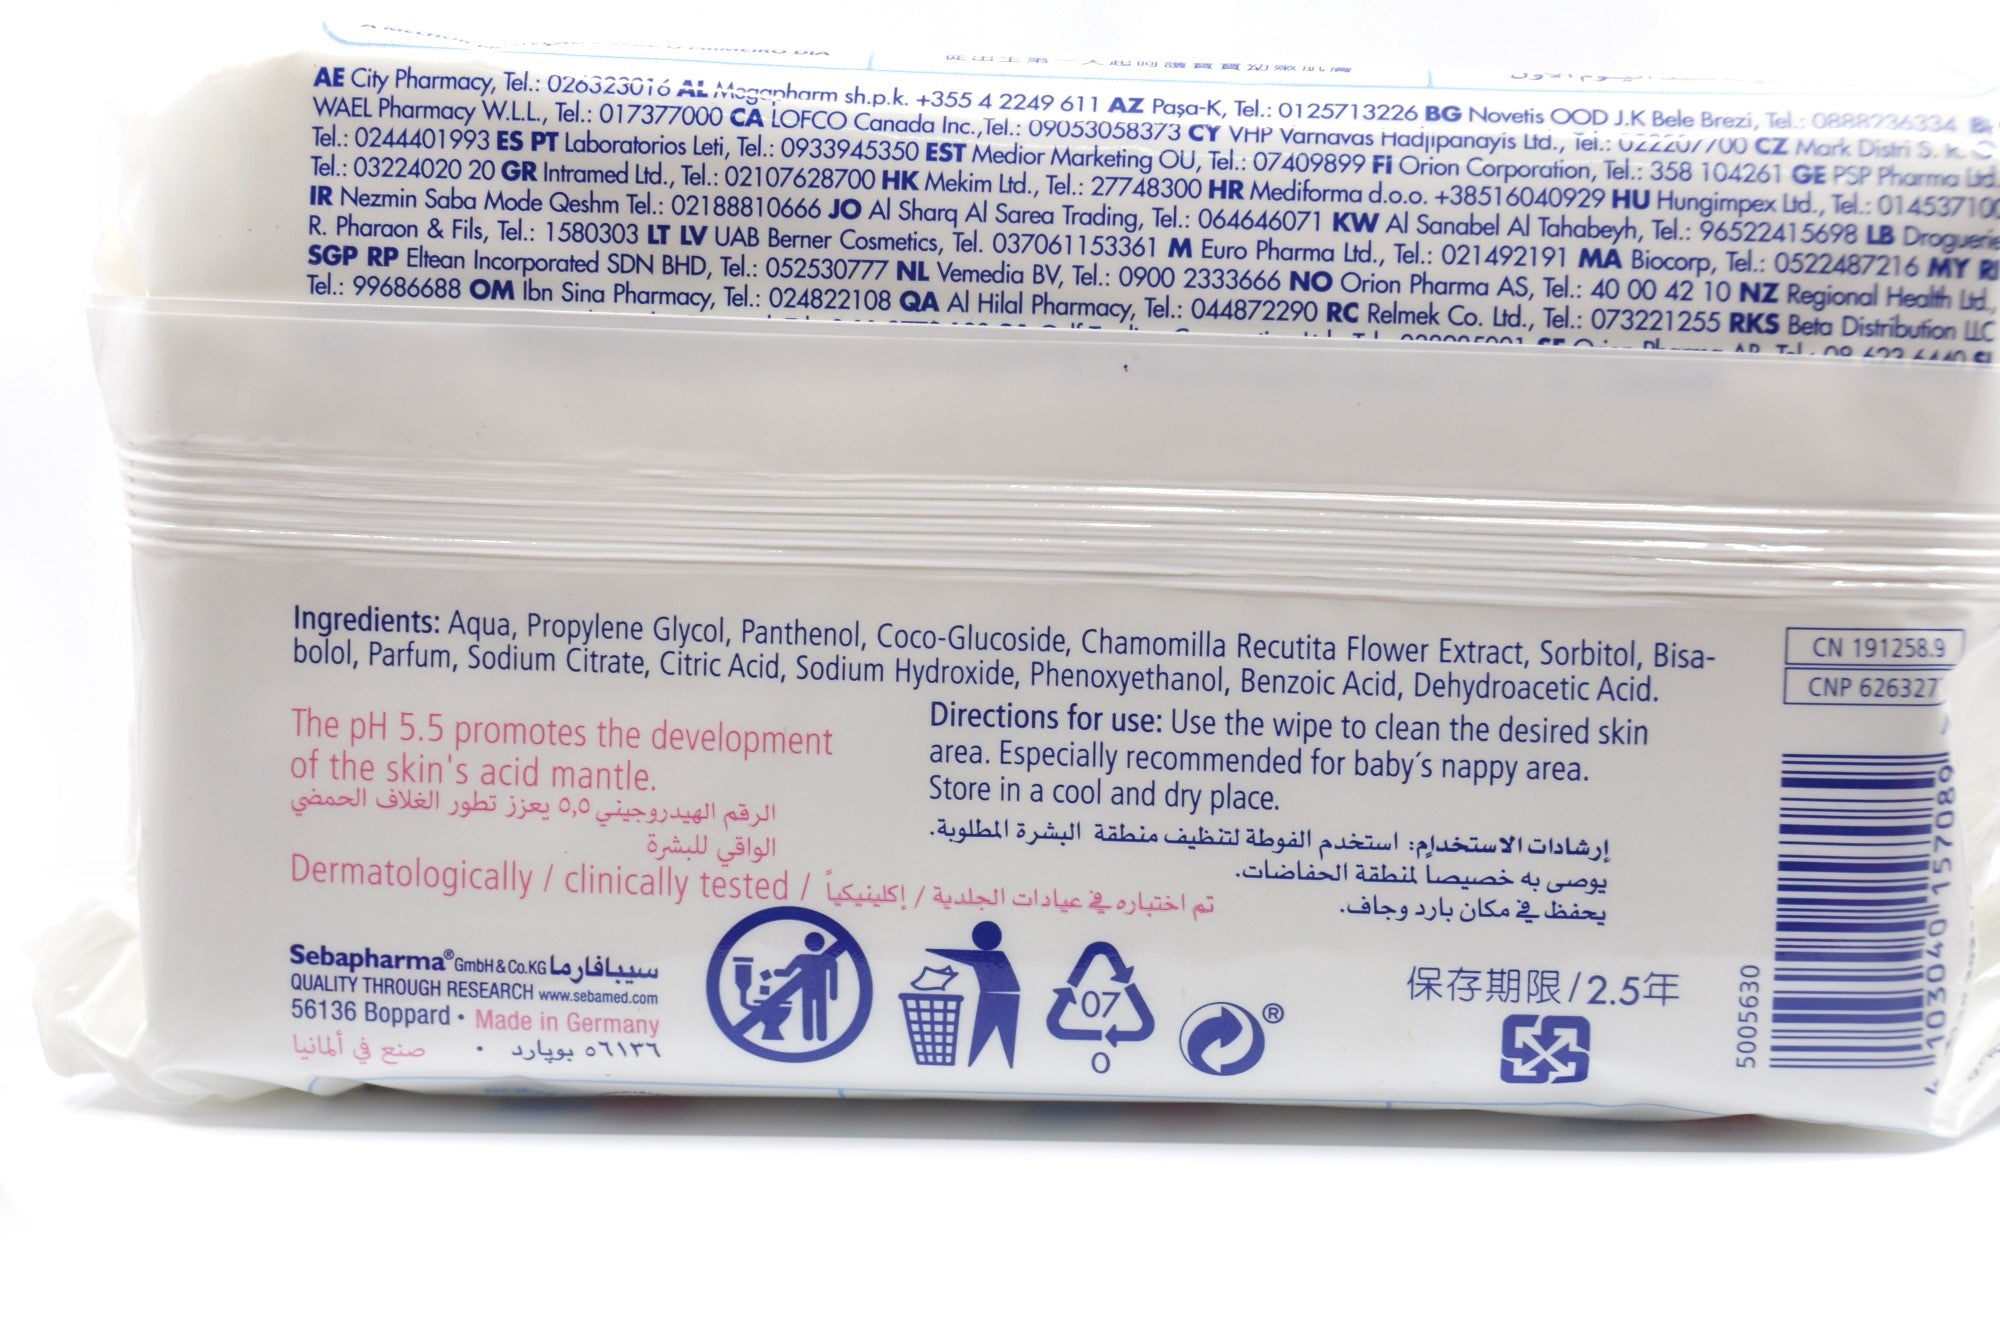 AE City Pharmacy, Tel.: 026323016 AL Megapharm sh.p.k. +355 4 2249 611 AZ Paşa-K, Tel.: 0125713226 BG Novetis OOD J.K Bele Brezi, Tel.: 0888236334
WAEL Pharmacy W.L.L., Tel.: 017377000 CA LOFCO Canada Inc.,Tel.: 09053058373 CY VHP Varnavas Hadjipanayis Ltd., Tel.: 022207700 CZ Mark Distri S.
Tel.: 0244401993 ES PT Laboratorios Leti, Tel.: 0933945350 EST Medior Marketing OU, Tel.: 07409899 FI Orion Corporation, Tel.: 358 104261 GE PSP Pharma Ltd.
Tel.: 03224020 20 GR Intramed Ltd., Tel.: 02107628700 HK Mekim Ltd., Tel.: 27748300 HR Mediforma d.o.o. +38516040929 HU Hungimpex Ltd., Tel.: 014537100
IR Nezmin Saba Mode Qeshm Tel.: 02188810666 JO Al Sharq Al Sarea Trading, Tel.: 064646071 KW Al Sanabel Al Tahabeyh, Tel.: 96522415698 LB Droguerie
R. Pharaon & Fils, Tel.: 1580303 LT LV UAB Berner Cosmetics, Tel. 037061153361 M Euro Pharma Ltd., Tel.: 021492191 MA Biocorp, Tel.: 0522487216 MY
SGP RP Eltean Incorporated SDN BHD, Tel.: 052530777 NL Vemedia BV, Tel.: 0900 2333666 NO Orion Pharma AS, Tel.: 40 00 42 10 NZ Regional Health Ltd.,
Tel.: 99686688 OM Ibn Sina Pharmacy, Tel.: 024822108 QA Al Hilal Pharmacy, Tel.: 044872290 RC Relmek Co. Ltd., Tel.: 073221255 RKS Beta Distribution LLC
Ingredients: Aqua, Propylene Glycol, Panthenol, Coco-Glucoside, Chamomilla Recutita Flower Extract, Sorbitol, Bisa-
bolol, Parfum, Sodium Citrate, Citric Acid, Sodium Hydroxide, Phenoxyethanol, Benzoic Acid, Dehydroacetic Acid.
CN 191258.9
CNP 626327
The pH 5.5 promotes the development
of the skin's acid mantle.
الرقم الهيدروجيني ٥,٥ يعزز تطور الغلاف الحمضي
الواقي للبشرة
Dermatologically / clinically tested / تم اختباره في عيادات الجلدية / إكلينيكياً
Directions for use: Use the wipe to clean the desired skin
area. Especially recommended for baby´s nappy area.
Store in a cool and dry place.
إرشادات الاستخدام: استخدم الفوطة لتنظيف منطقة البشرة المطلوبة.
يوصى به خصيصاً لمنطقة الحفاضات.
يحفظ في مكان بارد وجاف.
Sebapharma® GmbH & Co.KG سيبافارما
QUALITY THROUGH RESEARCH www.sebamed.com
56136 Boppard • Made in Germany
٥٦١٣٦ بوبارد • صنع في ألمانيا
07
O
®
保存期限/2.5年
5005630
4 103040 157089